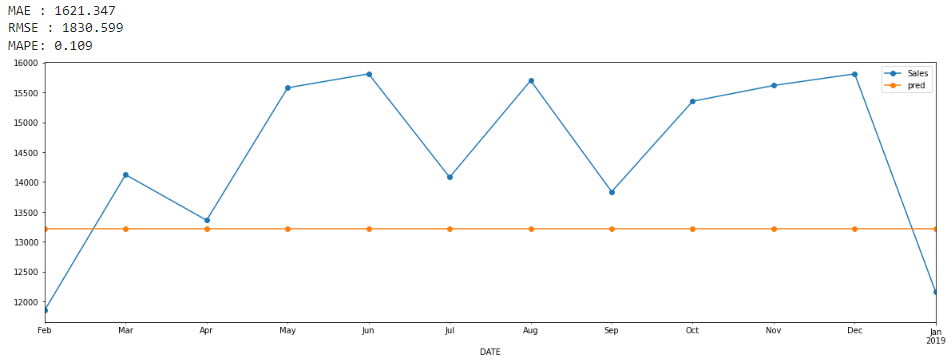 MAE : 1621.347
RMSE : 1830.599
MAPE: 0.109
16000
15500
15000
14500
14000
13500
13000
12500
12000
Sales
pred
Feb Mar Apr May Jun Jul Aug Sep Oct Nov Dec Jan
2019
DATE